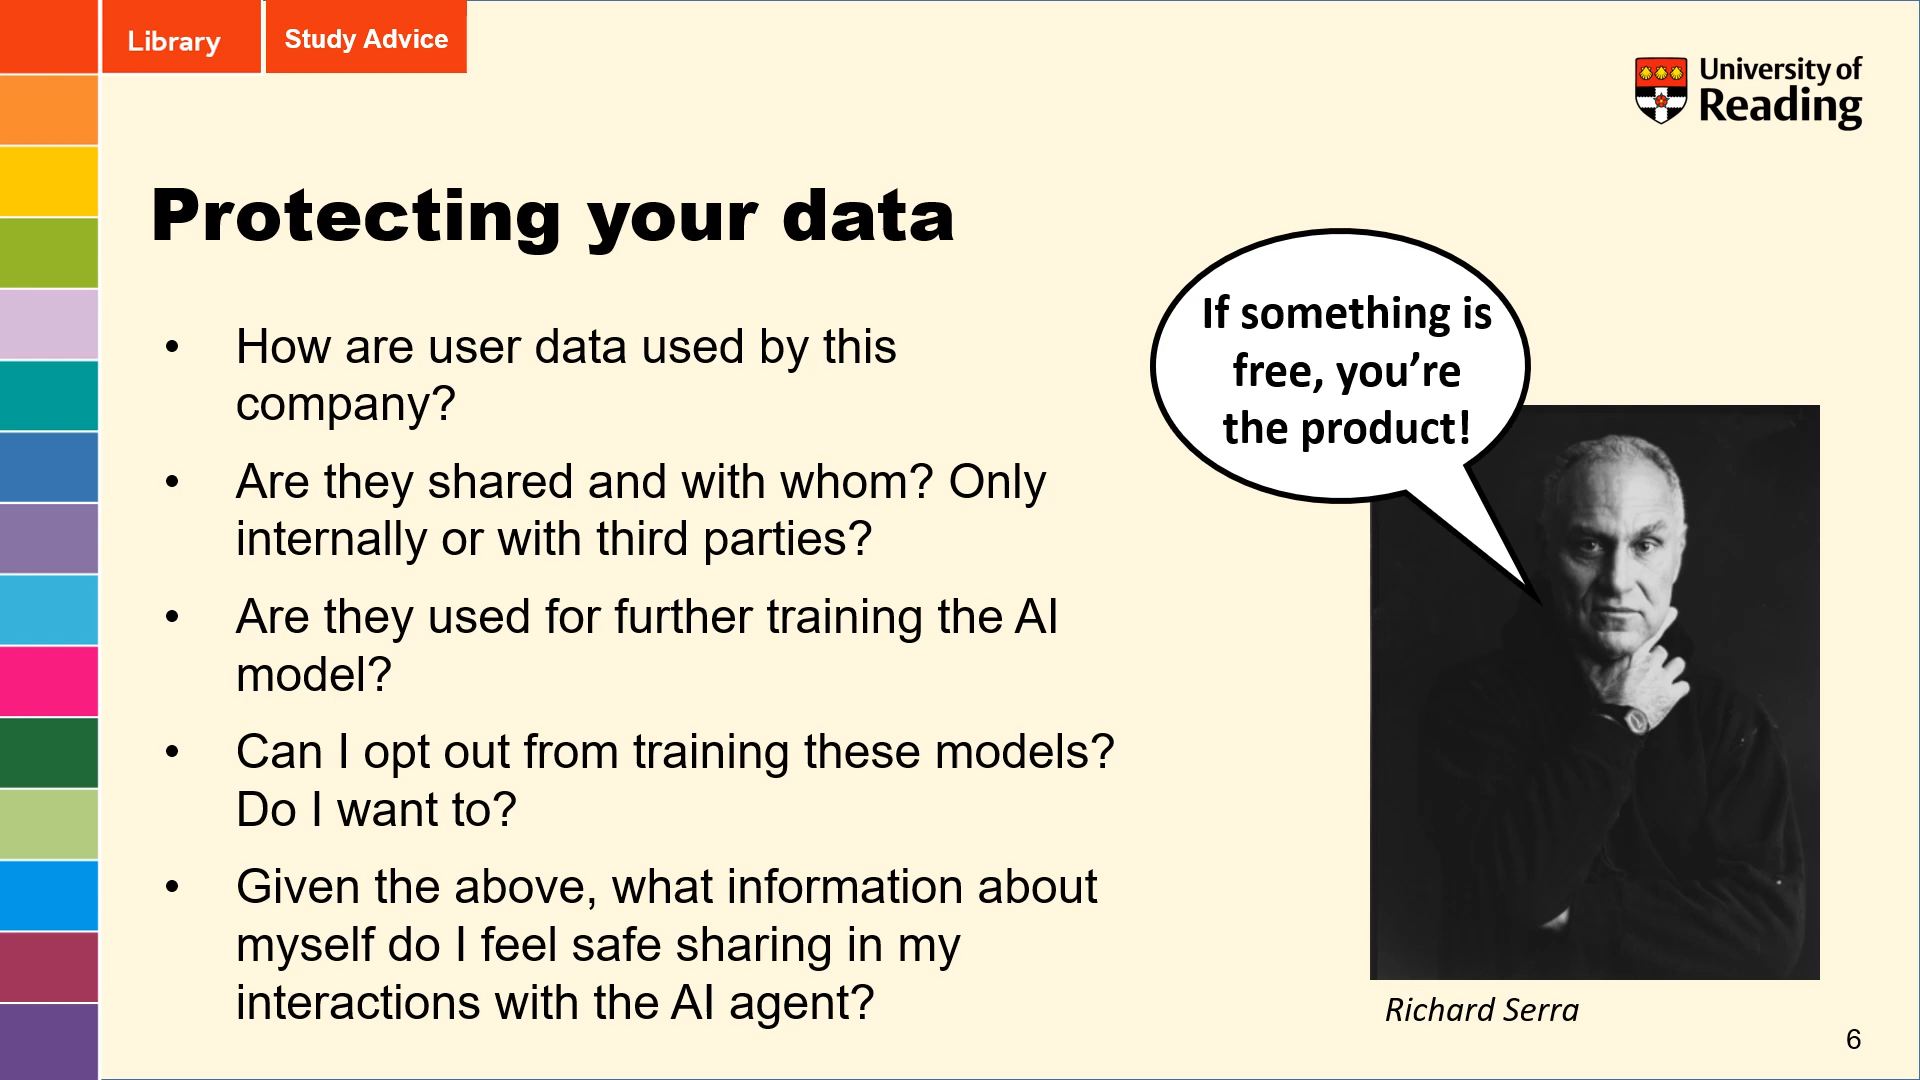 Library
Study Advice
University of
Reading
Protecting your data
• How are user data used by this
company?
• Are they shared and with whom? Only
internally or with third parties?
• Are they used for further training the AI
model?
• Can I opt out from training these models?
Do I want to?
• Given the above, what information about
myself do I feel safe sharing in my
interactions with the AI agent?
If something is
free, you’re
the product!
Richard Serra
6